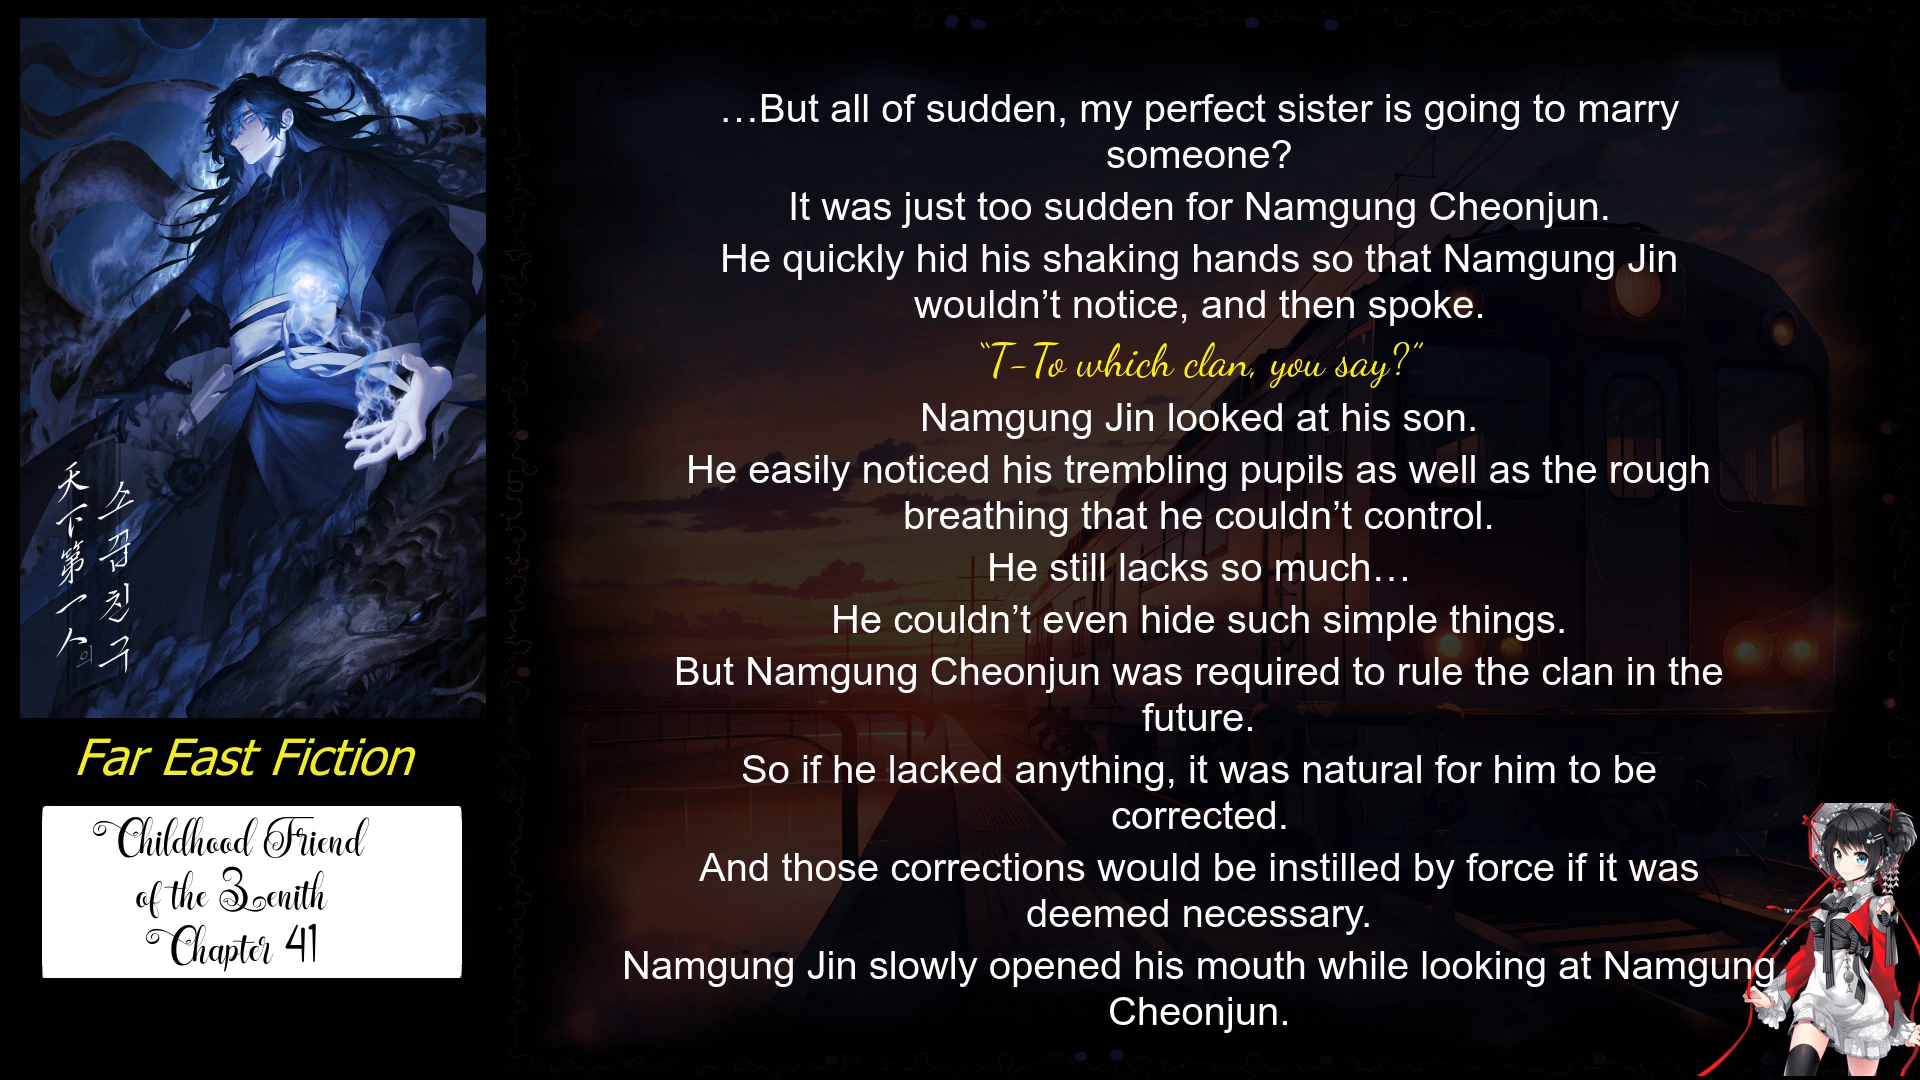 天下第一人의
소꿉친구
Far East Fiction
Childhood Friend
of the Zenith
Chapter 41
…But all of sudden, my perfect sister is going to marry
someone?
It was just too sudden for Namgung Cheonjun.
He quickly hid his shaking hands so that Namgung Jin
wouldn’t notice, and then spoke.
“T-To which clan, you say?”
Namgung Jin looked at his son.
He easily noticed his trembling pupils as well as the rough
breathing that he couldn’t control.
He still lacks so much…
He couldn’t even hide such simple things.
But Namgung Cheonjun was required to rule the clan in the
future.
So if he lacked anything, it was natural for him to be
corrected.
And those corrections would be instilled by force if it was
deemed necessary.
Namgung Jin slowly opened his mouth while looking at Namgung
Cheonjun.